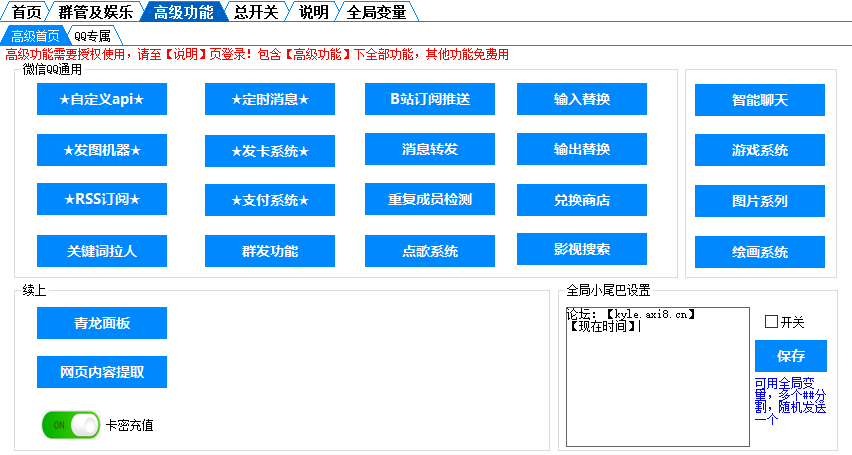 首页 群管及娱乐 高级功能 总开关 说明 全局变量
高级首页 QQ专属
高级功能需要授权使用，请至【说明】页登录！包含【高级功能】下全部功能，其他功能免费用
微信QQ通用
★自定义api★ ★定时消息★ B站订阅推送 输入替换 智能聊天
★发图机器★ ★发卡系统★ 消息转发 输出替换 游戏系统
★RSS订阅★ ★支付系统★ 重复成员检测 兑换商店 图片系列
关键词拉人 群发功能 点歌系统 影视搜索 绘画系统
续上
青龙面板
网页内容提取
ON 卡密充值
全局小尾巴设置
论坛：【kyle.axi8.cn】
【现在时间】
开关
保存
可用全局变
量，多个##分
割，随机发送
一个